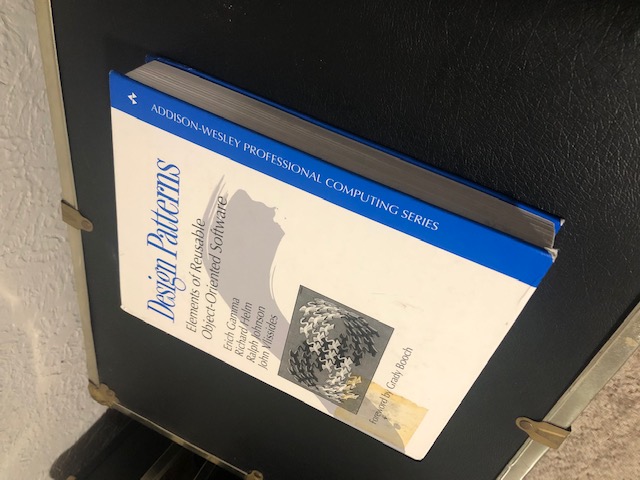 Design Patterns
Elements of Reusable
Object-Oriented Software
Erich Gamma
Richard Helm
Ralph Johnson
John Vlissides
Foreword by Grady Booch
ADDISON-WESLEY PROFESSIONAL COMPUTING SERIES